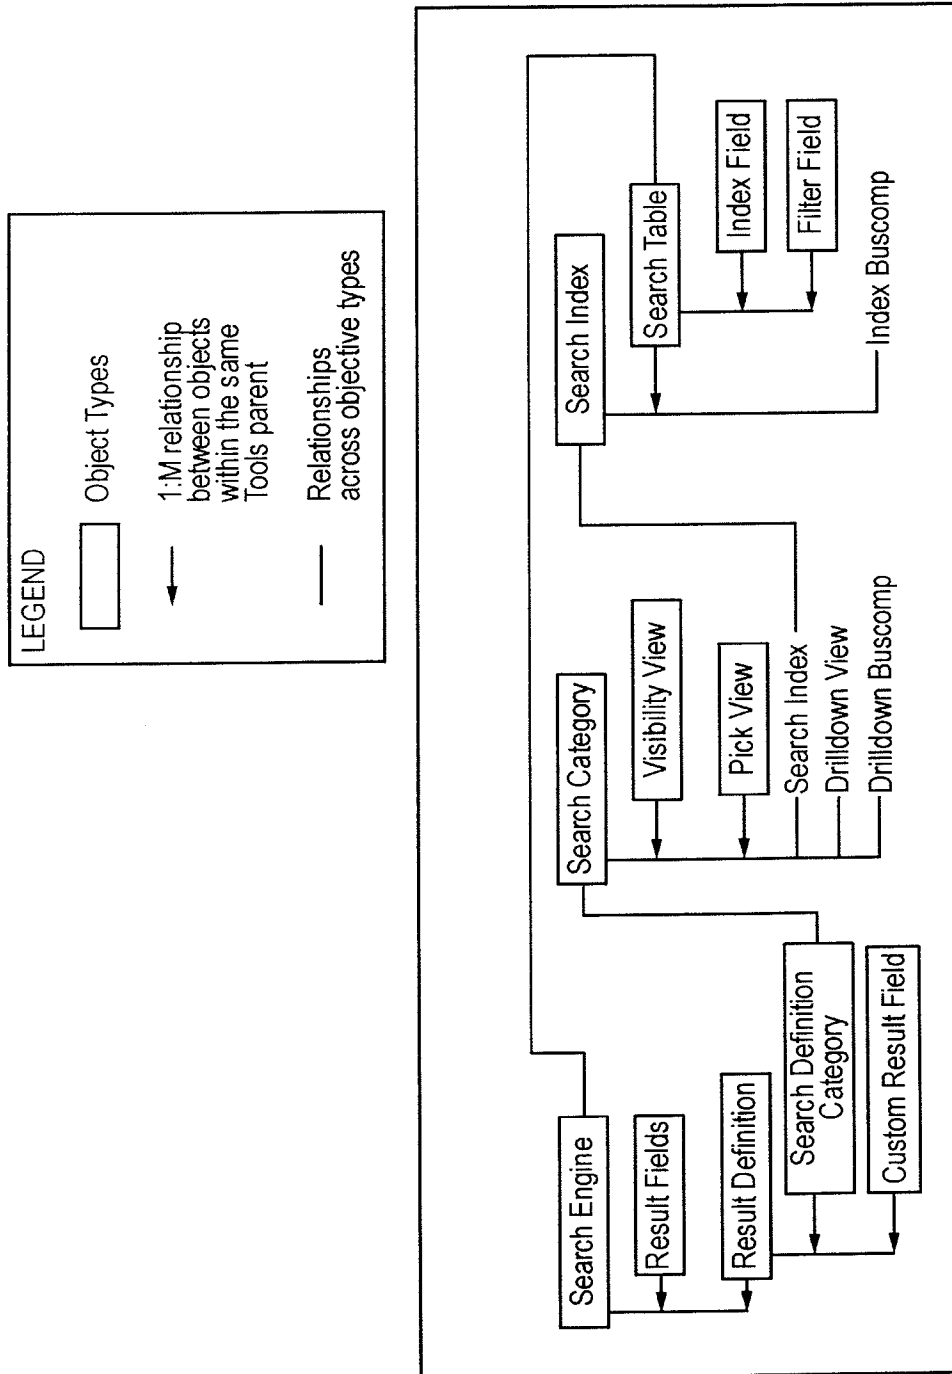 LEGEND
Object Types
1:M relationship
between objects
within the same
Tools parent
Relationships
across objective types
Search Engine
Result Fields
Result Definition
Search Definition
Category
Custom Result Field
Search Category
Visibility View
Pick View
Search Index
Drilldown View
Drilldown Buscomp
Search Index
Search Table
Index Field
Filter Field
Index Buscomp